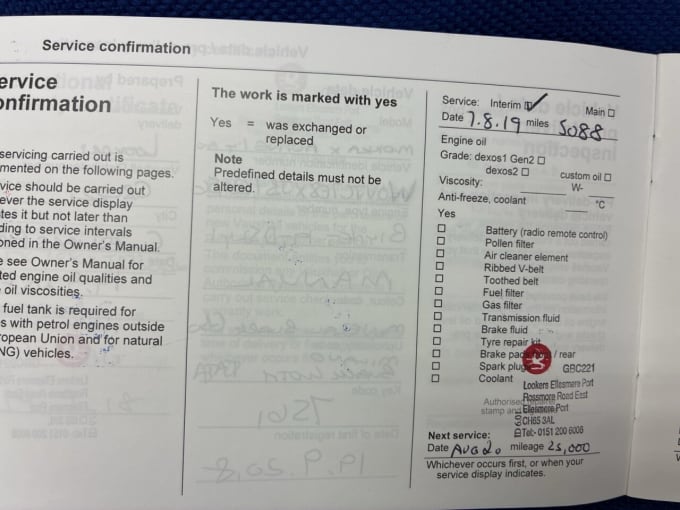 Service confirmation
ervice
onfirmation
servicing carried out is
mented on the following pages.
vice should be carried out
ever the service display
tes it but not later than
ding to service intervals
oned in the Owner's Manual.
e see Owner's Manual for
ted engine oil qualities and
oil viscosities.
fuel tank is required for
s with petrol engines outside
ropean Union and for natural
NG) vehicles.
The work is marked with yes
Yes = was exchanged or
replaced
Note
Predefined details must not be
altered.
Service: Interim ☑ Main ☐
Date 7.8.19 miles 5088
Engine oil
Grade: dexos1 Gen2 ☐
dexos2 ☐ custom oil ☐
Viscosity: W-
Anti-freeze, coolant °C
Yes
☐ Battery (radio remote control)
☐ Pollen filter
☐ Air cleaner element
☐ Ribbed V-belt
☐ Toothed belt
☐ Fuel filter
☐ Gas filter
☐ Transmission fluid
☐ Brake fluid
☐ Tyre repair kit
☐ Brake pads / rear
☐ Spark plug GBC221
☐ Coolant
Lookers Ellesmere Port
Authorised Rossmore Road East
stamp and Ellesmere Port
CH65 3AL
Tel:- 0151 200 6006
Next service:
Date AUG 20 mileage 25,000
Whichever occurs first, or when your
service display indicates.